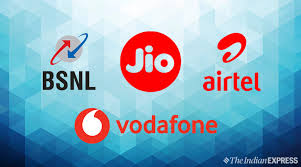 BSNL
Jio
airtel
vodafone
The Indian EXPRESS